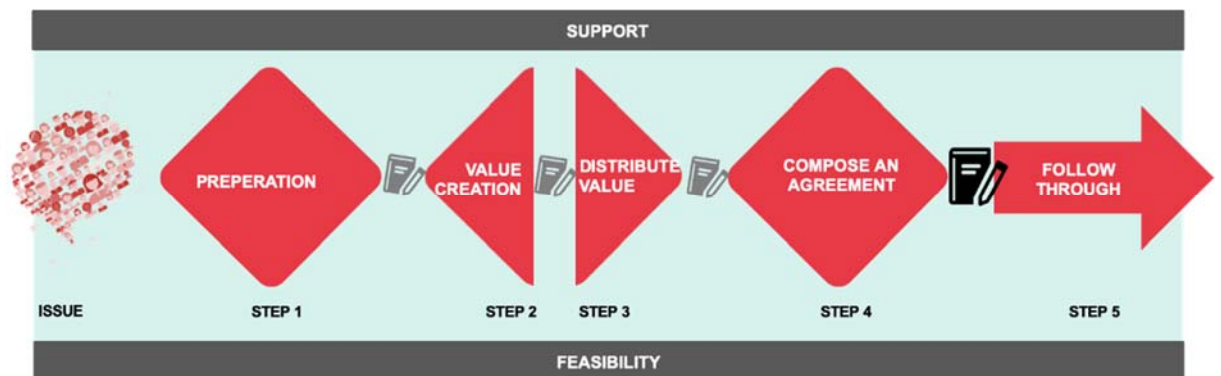 SUPPORT
PREPERATION
VALUE
CREATION
DISTRIBUTE
VALUE
COMPOSE AN
AGREEMENT
FOLLOW
THROUGH
ISSUE
STEP 1
STEP 2
STEP 3
STEP 4
STEP 5
FEASIBILITY